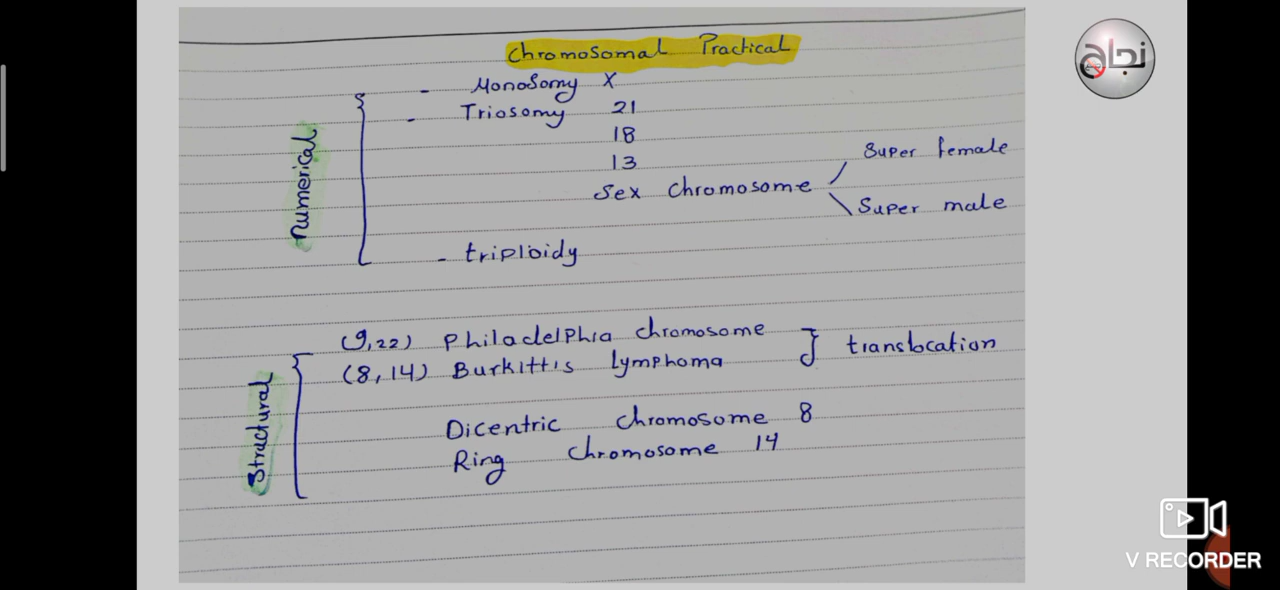 Chromosomal Practical
Numerical
- Monosomy X
- Triosomy 21
18
13
Sex chromosome
Super female
Super male
- triploidy
Structural
(9,22) Philadelphia chromosome
(8,14) Burkitt's lymphoma
translocation
Dicentric chromosome 8
Ring chromosome 14
نجابة
V RECORDER